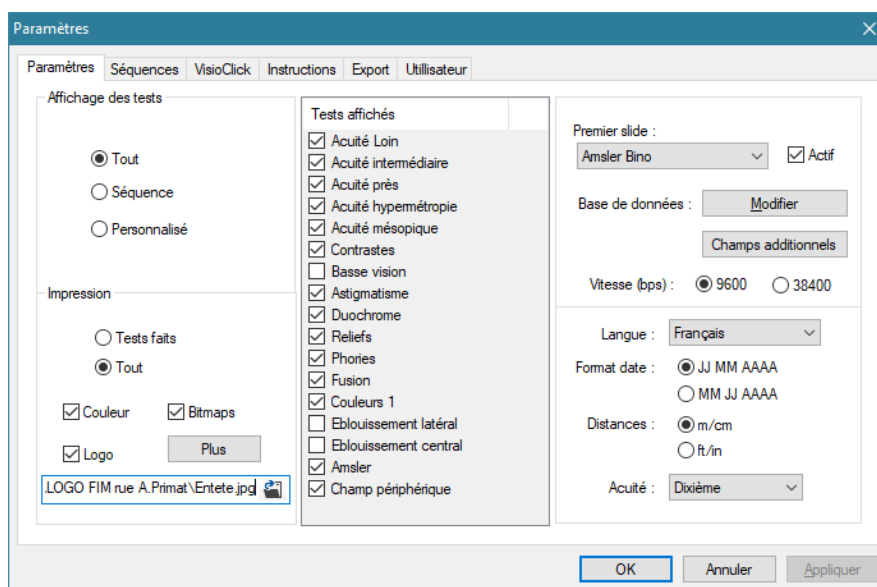 Paramètres
Paramètres Séquences VisioClick Instructions Export Utilisateur
Affichage des tests
Tout
Séquence
Personnalisé
Impression
Tests faits
Tout
Couleur Bitmaps
Logo Plus
.LOGO FIM rue A.Primat\Entete.jpg
Tests affichés
Acuité Loin
Acuité intermédiaire
Acuité près
Acuité hypermétropie
Acuité mésopique
Contrastes
Basse vision
Astigmatisme
Duochrome
Reliefs
Phories
Fusion
Couleurs 1
Eblouissement latéral
Eblouissement central
Amsler
Champ périphérique
Premier slide :
Amsler Bino Actif
Base de données : Modifier
Champs additionnels
Vitesse (bps) : 9600 38400
Langue : Français
Format date : JJ MM AAAA
MM JJ AAAA
Distances : m/cm
ft/in
Acuité : Dixième
OK Annuler Appliquer